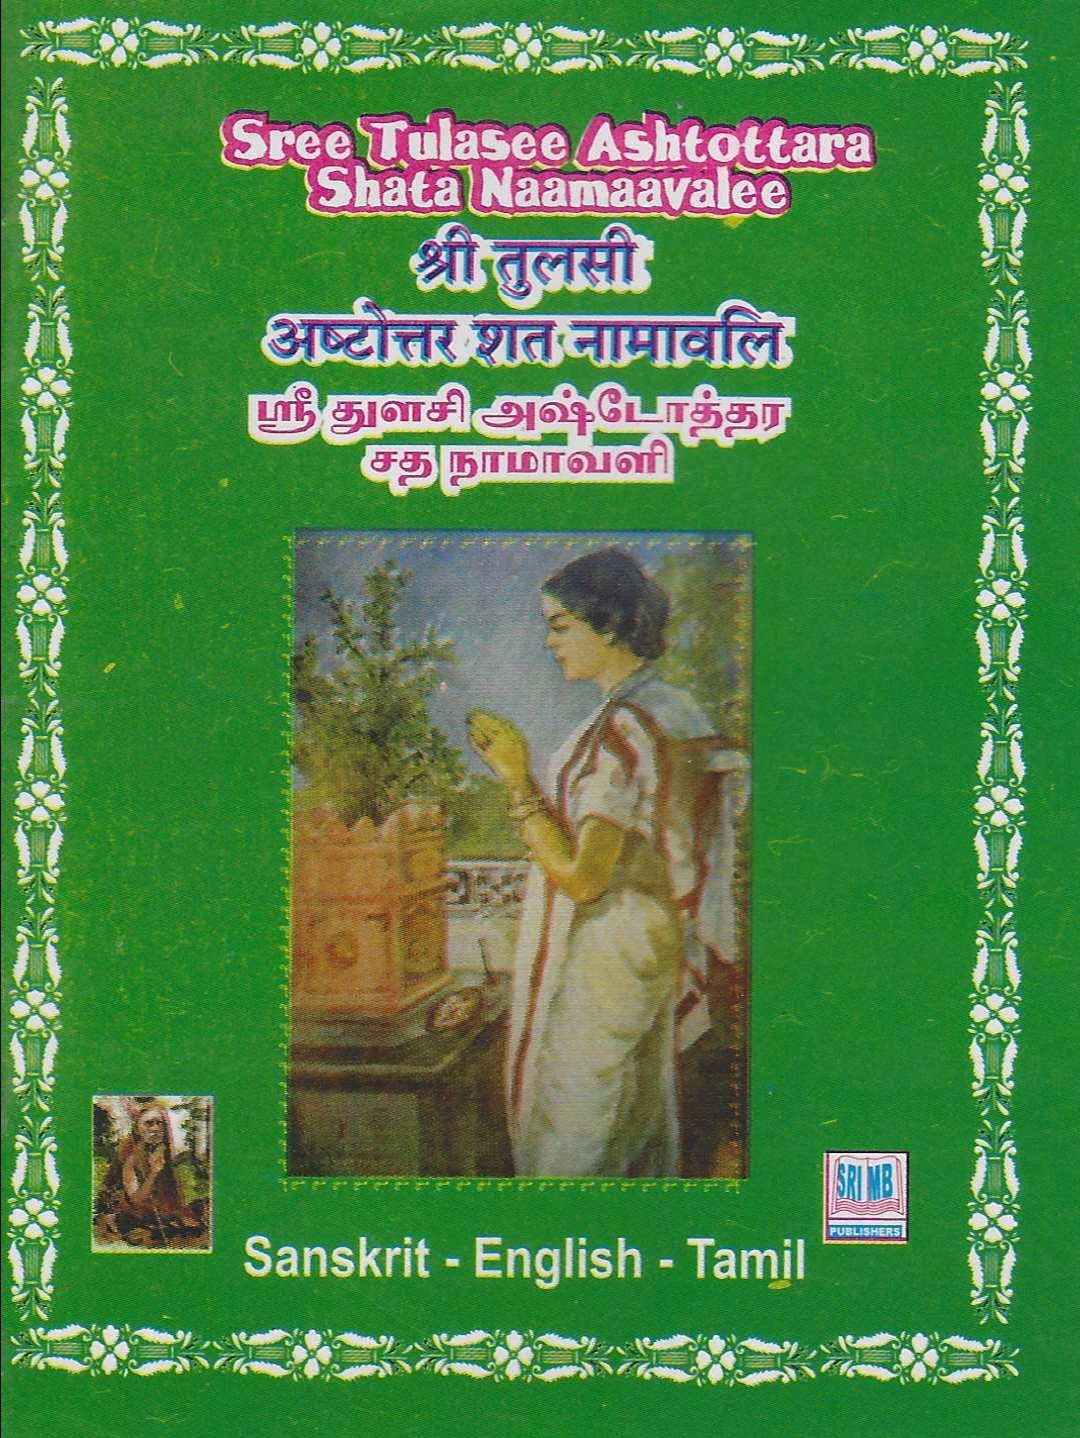 Sree Tulasee Ashtottara
Shata Naamaavalee
श्री तुलसी
अष्टोत्तर शत नामावलि
ஸ்ரீ துளசி அஷ்டோத்தர
சத நாமாவளி
SRI MB
PUBLISHERS
Sanskrit - English - Tamil